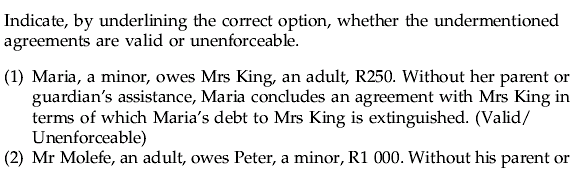 Indicate, by underlining the correct option, whether the undermentioned
agreements are valid or unenforceable.
(1) Maria, a minor, owes Mrs King, an adult, R250. Without her parent or
guardian's assistance, Maria concludes an agreement with Mrs King in
terms of which Maria's debt to Mrs King is extinguished. (Valid/
Unenforceable)
(2) Mr Molefe, an adult, owes Peter, a minor, R1 000. Without his parent or